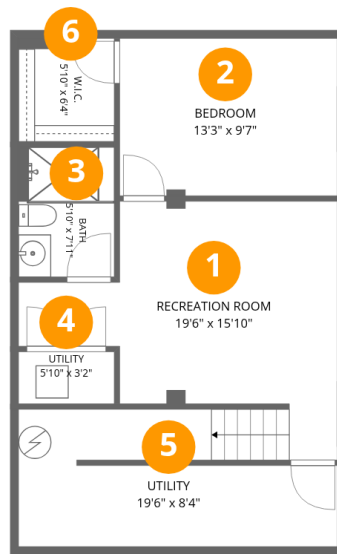 6
W.I.C.
5'10" x 6'4"
2
BEDROOM
13'3" x 9'7"
3
BATH
5'10" x 7'11"
1
RECREATION ROOM
19'6" x 15'10"
4
UTILITY
5'10" x 3'2"
5
UTILITY
19'6" x 8'4"